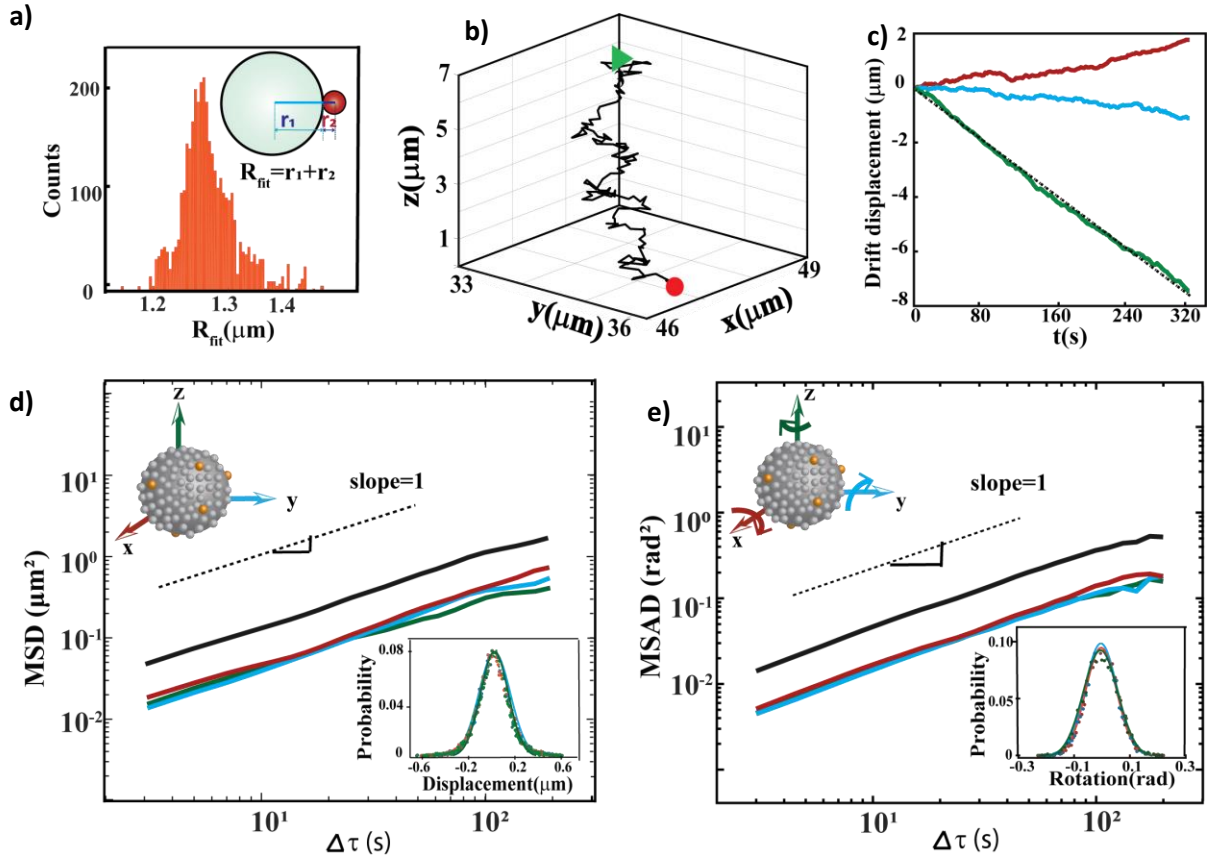 a)
200
100
0
Counts
1.2
1.3
1.4
R_fit(μm)
r₁
r₂
R_fit=r₁+r₂
b)
7
5
3
1
z(μm)
33
y(μm)
36
46
x(μm)
49
c)
2
0
-2
-4
-6
-8
Drift displacement (μm)
0
80
160
240
320
t(s)
d)
z
y
x
slope=1
10¹
10⁰
10⁻¹
10⁻²
MSD (μm²)
10¹
10²
Δτ (s)
0.08
0.04
0
Probability
-0.6
-0.2
0.2
0.6
Displacement(μm)
e)
z
y
x
slope=1
10¹
10⁰
10⁻¹
10⁻²
MSAD (rad²)
10¹
10²
Δτ (s)
0.10
0.05
0
Probability
-0.3
-0.1
0.1
0.3
Rotation(rad)